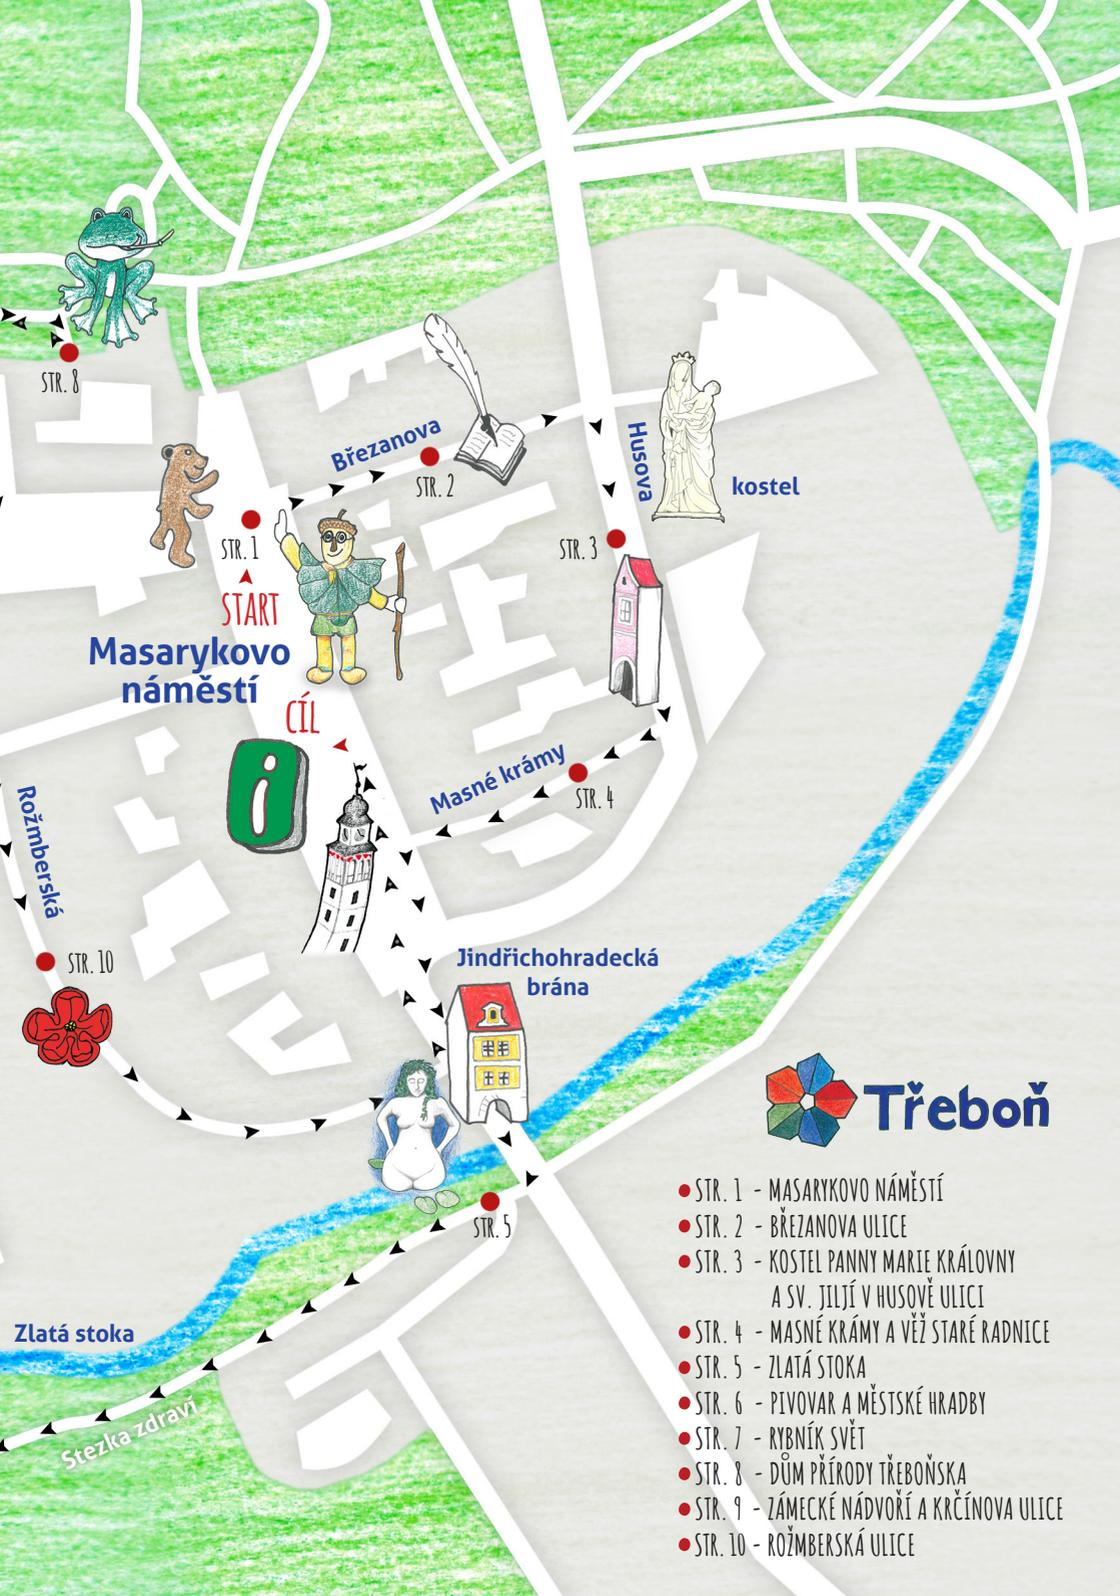 STR. 8
Březanova
STR. 2
Husova
kostel
STR. 1
STR. 3
START
Masarykovo
náměstí
CÍL
i
Masné krámy
STR. 4
Rožmberská
STR. 10
Jindřichohradecká
brána
Třeboň
STR. 5
Zlatá stoka
Stezka zdraví
STR. 1 - MASARYKOVO NÁMĚSTÍ
STR. 2 - BŘEZANOVA ULICE
STR. 3 - KOSTEL PANNY MARIE KRÁLOVNY
A SV. JILJÍ V HUSOVĚ ULICI
STR. 4 - MASNÉ KRÁMY A VĚŽ STARÉ RADNICE
STR. 5 - ZLATÁ STOKA
STR. 6 - PIVOVAR A MĚSTSKÉ HRADBY
STR. 7 - RYBNÍK SVĚT
STR. 8 - DŮM PŘÍRODY TŘEBOŇSKA
STR. 9 - ZÁMECKÉ NÁDVOŘÍ A KRČÍNOVA ULICE
STR. 10 - ROŽMBERSKÁ ULICE